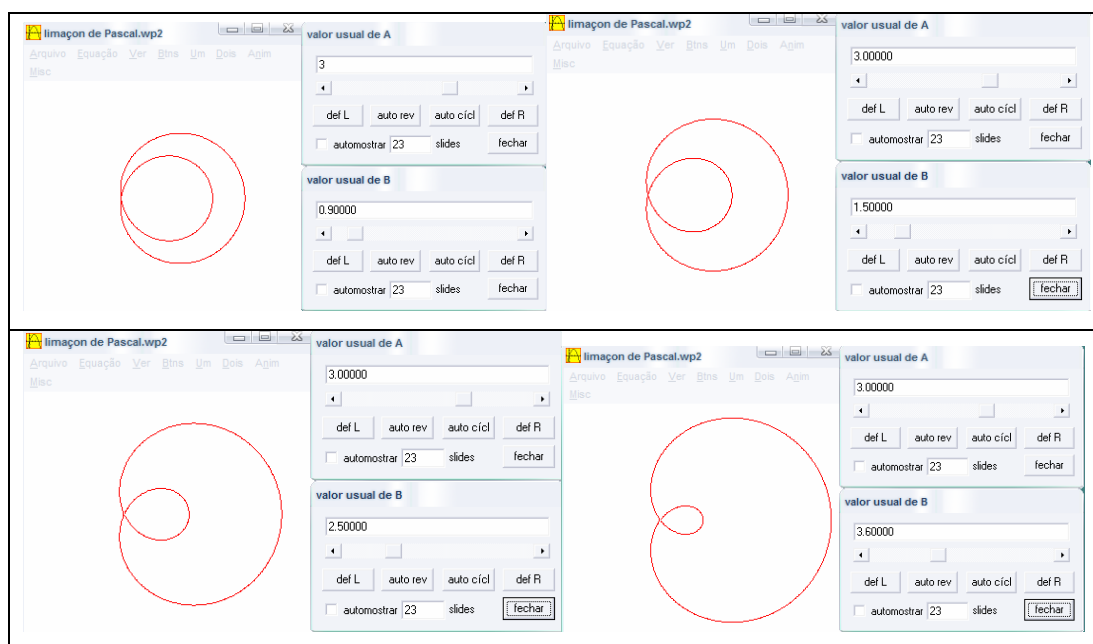 limaçon de Pascal.wp2
Arquivo Equação Ver Btns Um Dois Anim
Misc
valor usual de A
3
def L auto rev auto cícl def R
automostrar 23 slides fechar
valor usual de B
0.90000
def L auto rev auto cícl def R
automostrar 23 slides fechar
limaçon de Pascal.wp2
Arquivo Equação Ver Btns Um Dois Anim
Misc
valor usual de A
3.00000
def L auto rev auto cícl def R
automostrar 23 slides fechar
valor usual de B
1.50000
def L auto rev auto cícl def R
automostrar 23 slides fechar
limaçon de Pascal.wp2
Arquivo Equação Ver Btns Um Dois Anim
Misc
valor usual de A
3.00000
def L auto rev auto cícl def R
automostrar 23 slides fechar
valor usual de B
2.50000
def L auto rev auto cícl def R
automostrar 23 slides fechar
limaçon de Pascal.wp2
Arquivo Equação Ver Btns Um Dois Anim
Misc
valor usual de A
3.00000
def L auto rev auto cícl def R
automostrar 23 slides fechar
valor usual de B
3.60000
def L auto rev auto cícl def R
automostrar 23 slides fechar